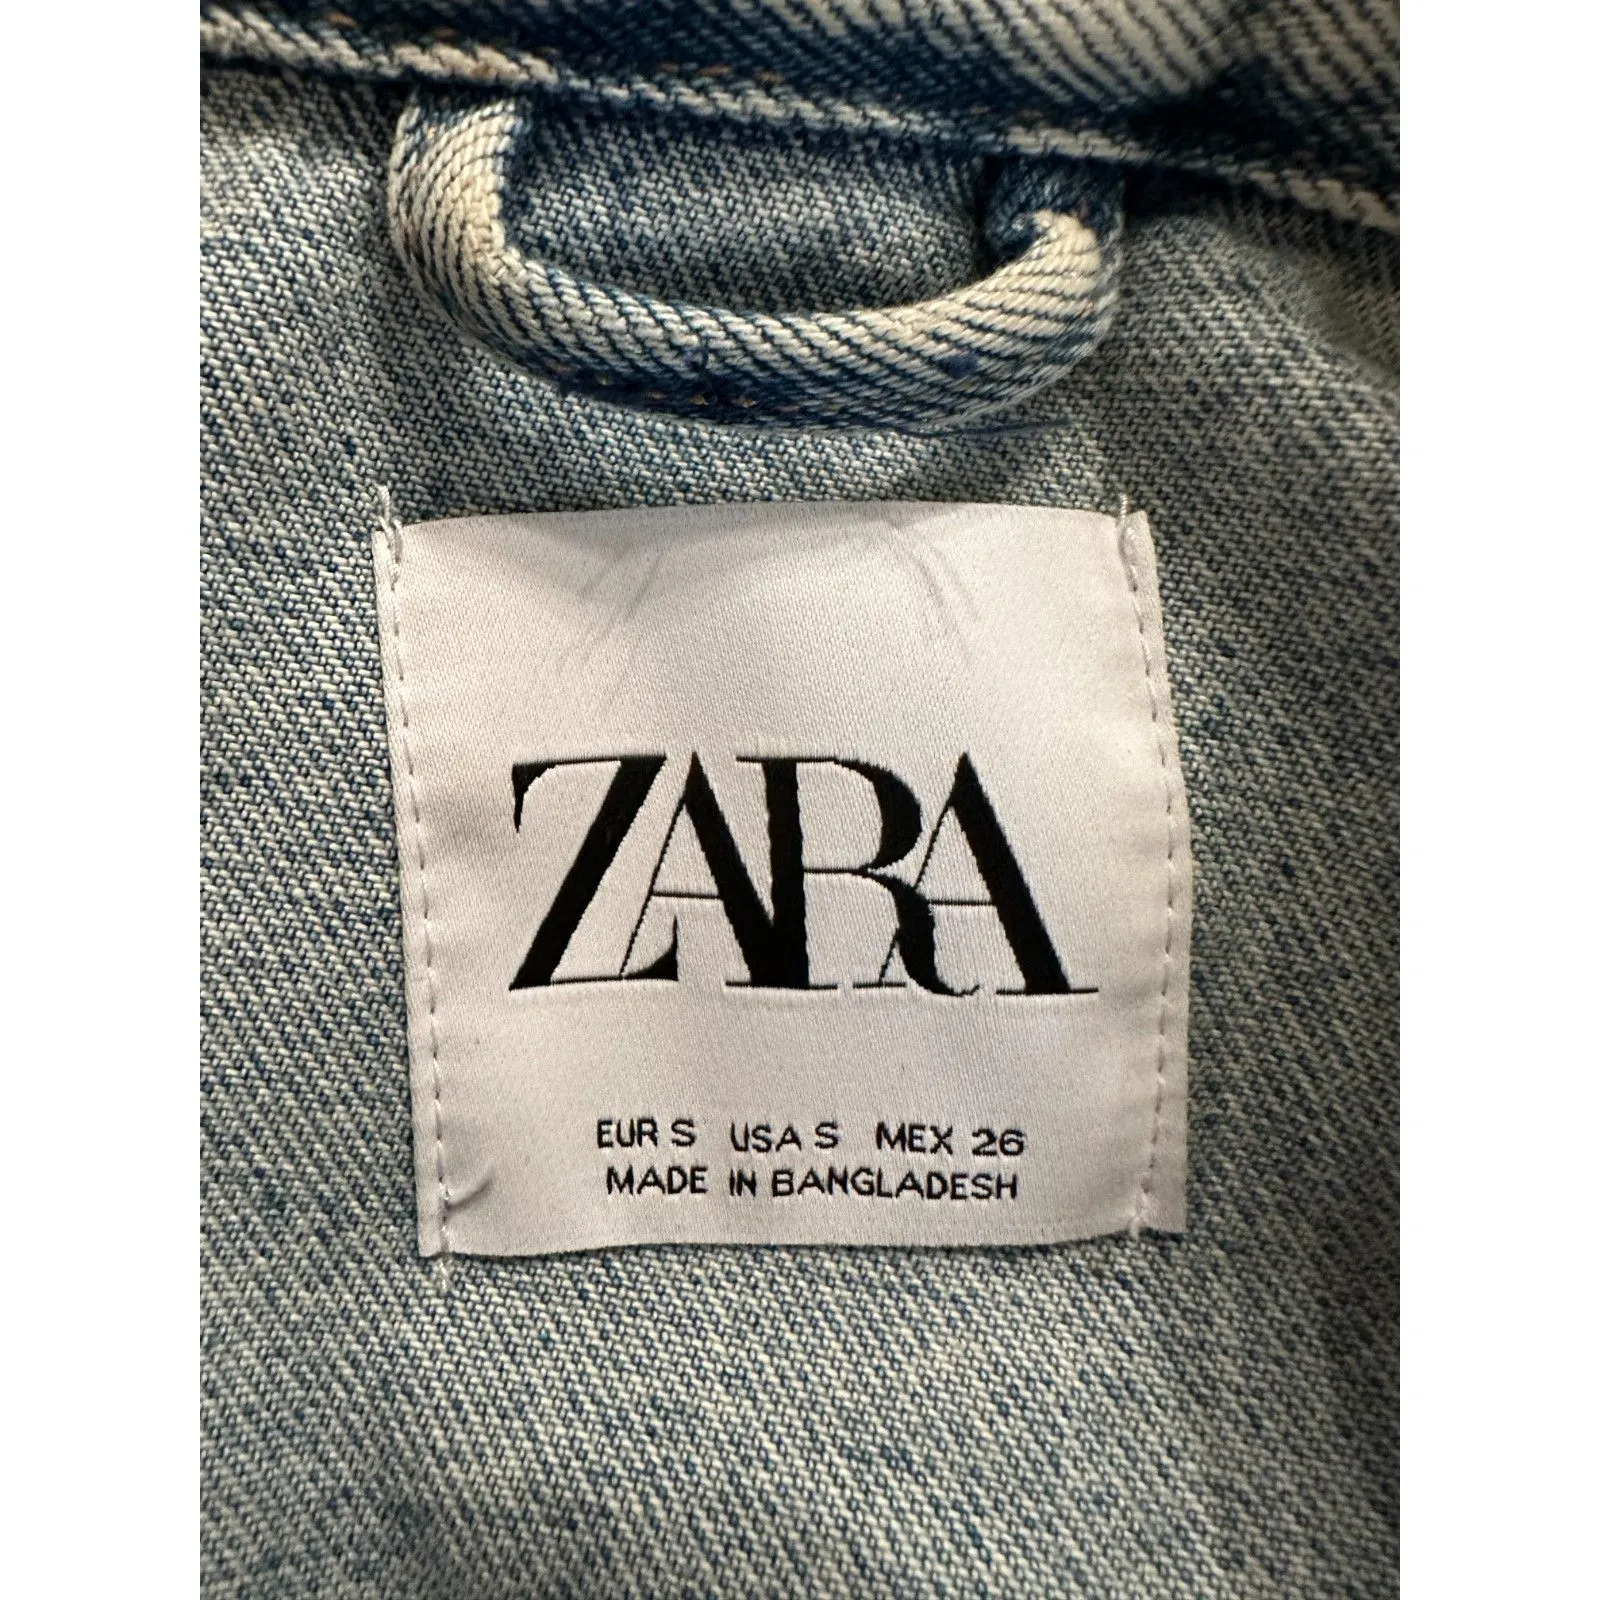 ZARA
EUR S USA S MEX 26
MADE IN BANGLADESH